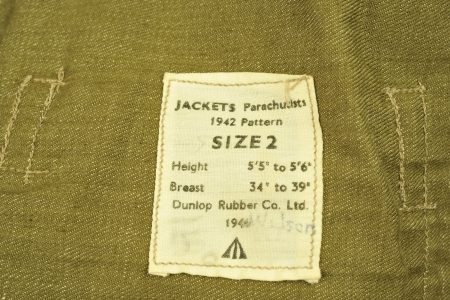 JACKETS Parachutists
1942 Pattern
SIZE 2
Height 5'5" to 5'6"
Breast 34" to 39"
Dunlop Rubber Co. Ltd.